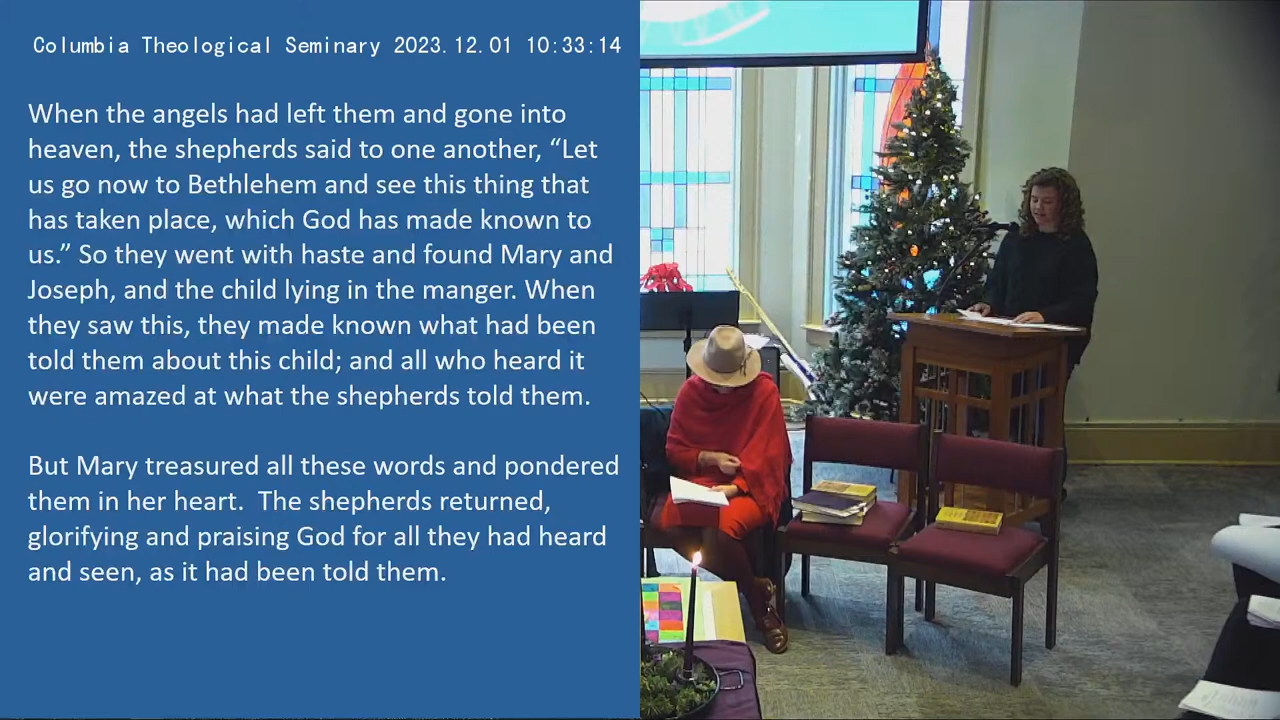 Columbia Theological Seminary 2023.12.01 10:33:14
When the angels had left them and gone into
heaven, the shepherds said to one another, “Let
us go now to Bethlehem and see this thing that
has taken place, which God has made known to
us.” So they went with haste and found Mary and
Joseph, and the child lying in the manger. When
they saw this, they made known what had been
told them about this child; and all who heard it
were amazed at what the shepherds told them.
But Mary treasured all these words and pondered
them in her heart.  The shepherds returned,
glorifying and praising God for all they had heard
and seen, as it had been told them.